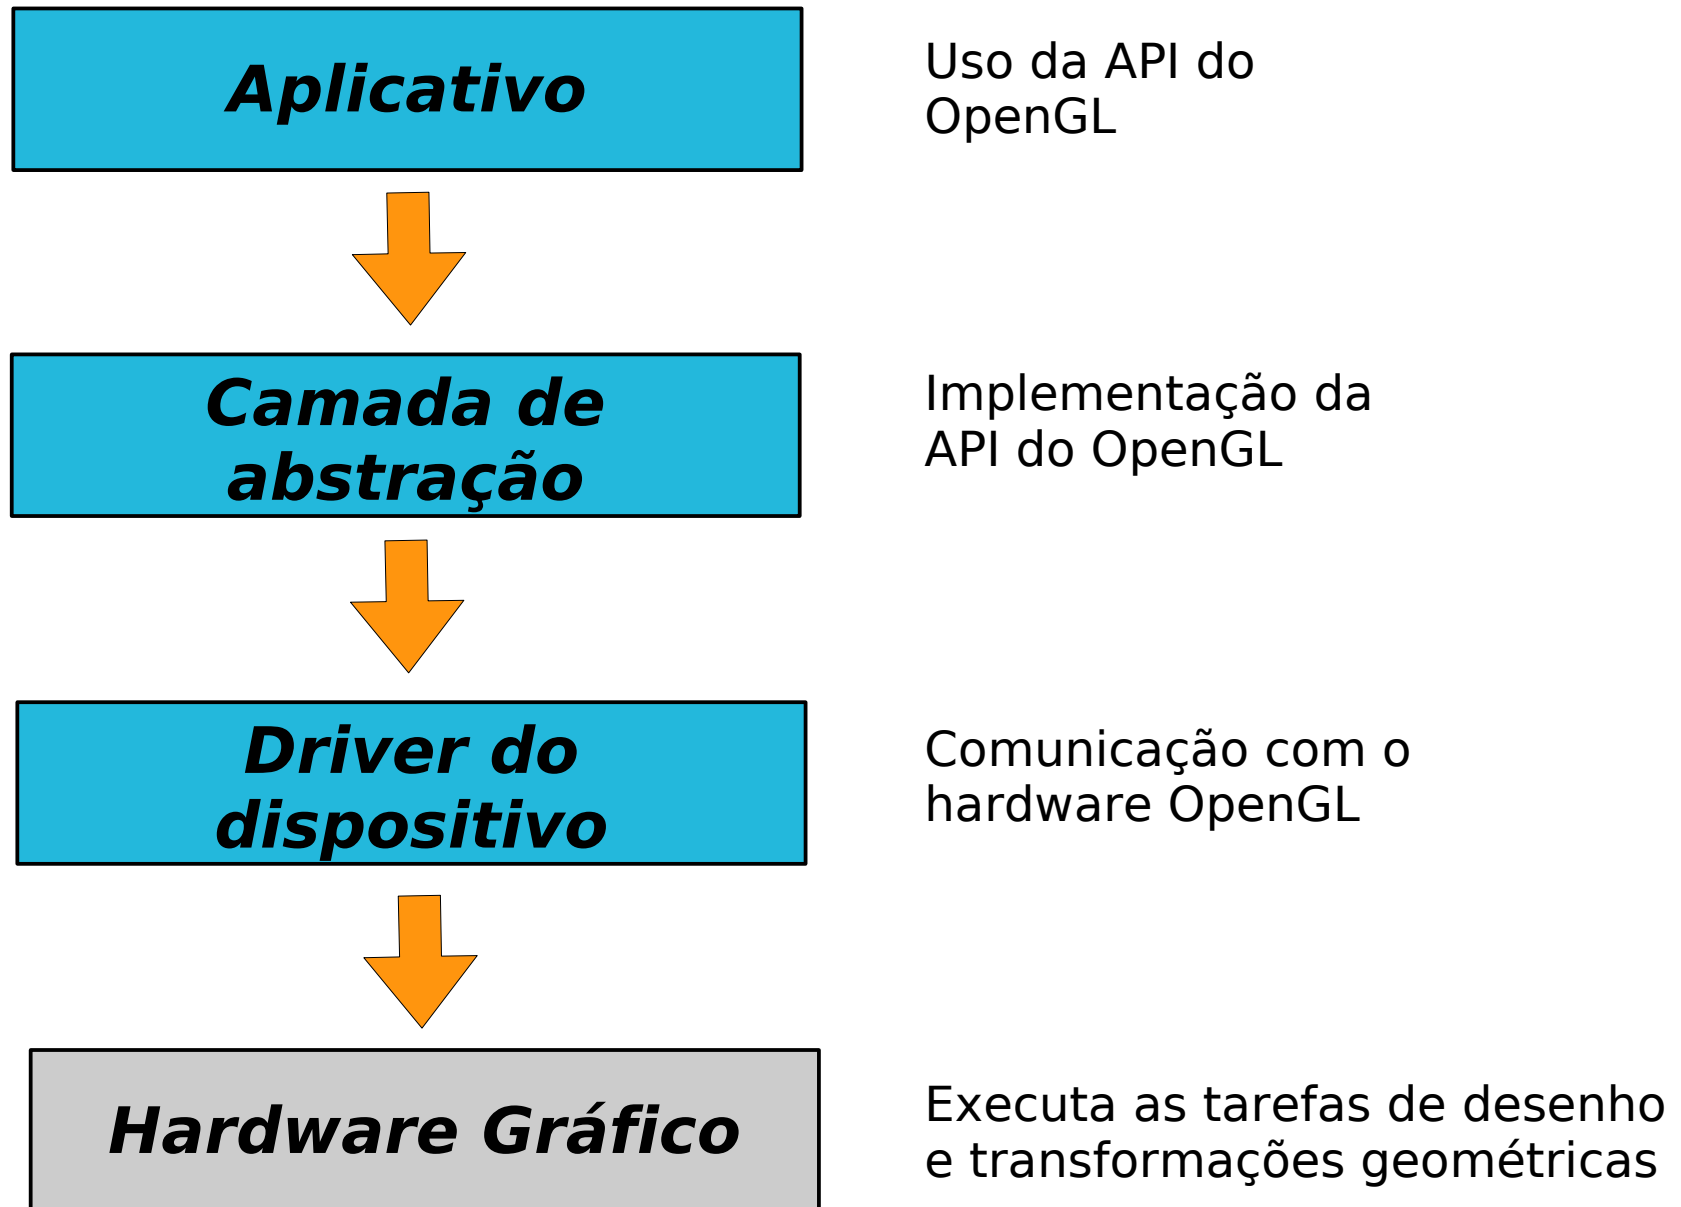 Aplicativo
Uso da API do
OpenGL
Camada de
abstração
Implementação da
API do OpenGL
Driver do
dispositivo
Comunicação com o
hardware OpenGL
Hardware Gráfico
Executa as tarefas de desenho
e transformações geométricas